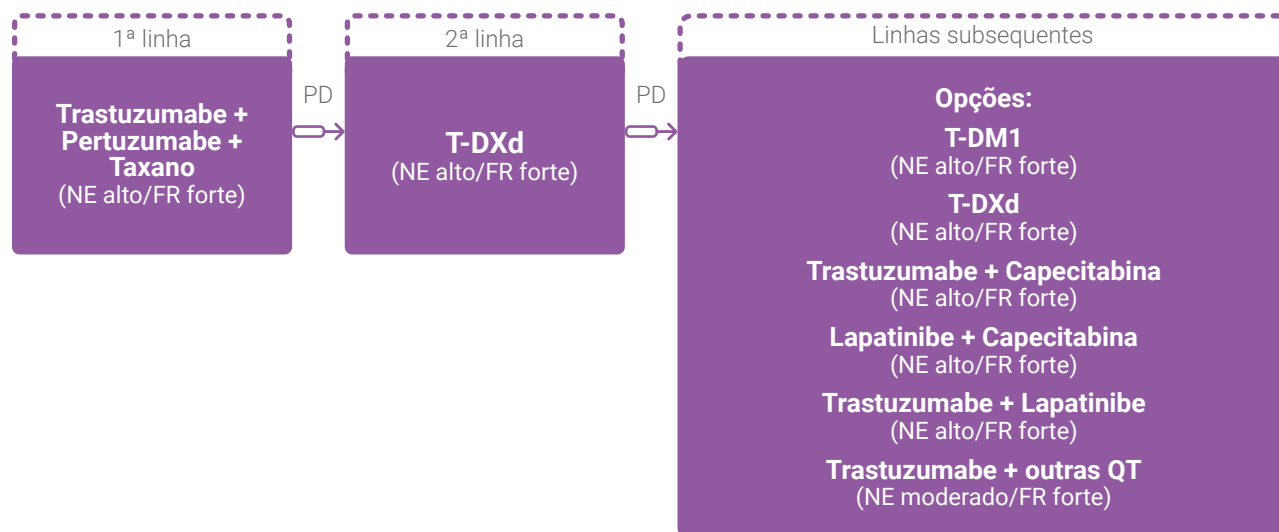 1ª linha
Trastuzumabe +
Pertuzumabe +
Taxano
(NE alto/FR forte)
PD
2ª linha
T-DXd
(NE alto/FR forte)
PD
Linhas subsequentes
Opções:
T-DM1
(NE alto/FR forte)
T-DXd
(NE alto/FR forte)
Trastuzumabe + Capecitabina
(NE alto/FR forte)
Lapatinibe + Capecitabina
(NE alto/FR forte)
Trastuzumabe + Lapatinibe
(NE alto/FR forte)
Trastuzumabe + outras QT
(NE moderado/FR forte)